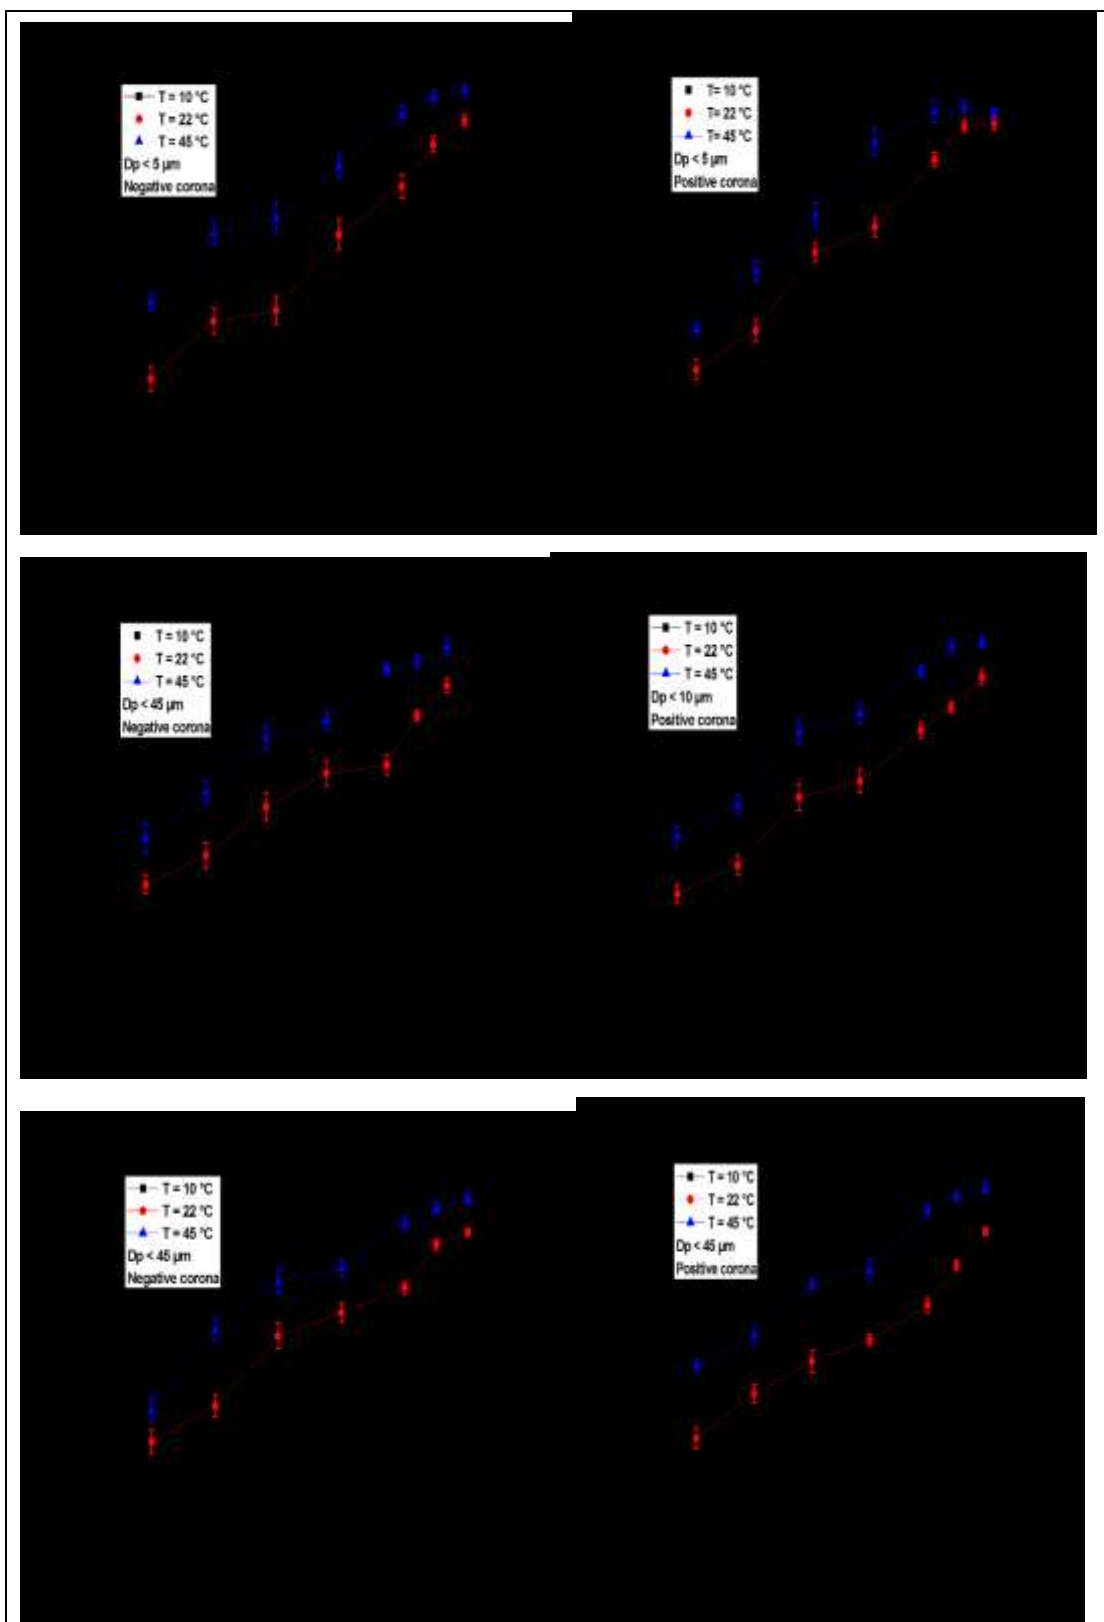 T = 10 °C
T = 22 °C
T = 45 °C
Dp < 5 µm
Negative corona
T= 10 °C
T= 22 °C
T= 45 °C
Dp < 5 µm
Positive corona
T = 10 °C
T = 22 °C
T = 45 °C
Dp < 45 µm
Negative corona
T = 10 °C
T = 22 °C
T = 45 °C
Dp < 10 µm
Positive corona
T = 10 °C
T = 22 °C
T = 45 °C
Dp < 45 µm
Negative corona
T = 10 °C
T = 22 °C
T = 45 °C
Dp < 45 µm
Positive corona